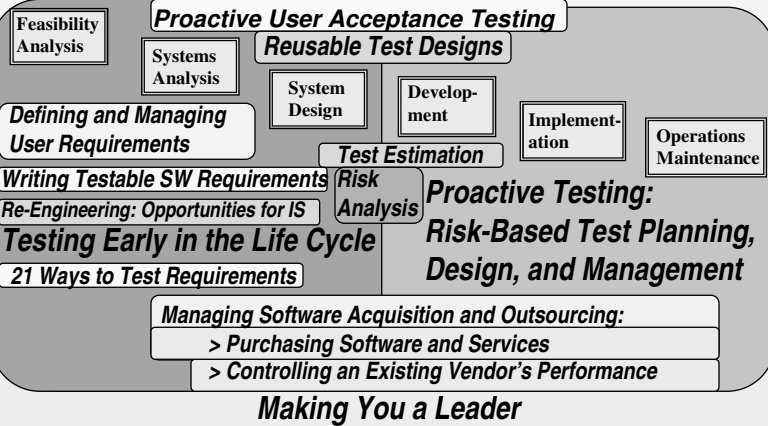 Proactive User Acceptance Testing
Feasibility
Analysis
Reusable Test Designs
Systems
Analysis
System
Design
Develop-
ment
Defining and Managing
User Requirements
Implement-
ation
Operations
Maintenance
Test Estimation
Writing Testable SW Requirements
Risk
Analysis
Re-Engineering: Opportunities for IS
Testing Early in the Life Cycle
21 Ways to Test Requirements
Proactive Testing:
Risk-Based Test Planning,
Design, and Management
Managing Software Acquisition and Outsourcing:
> Purchasing Software and Services
> Controlling an Existing Vendor's Performance
Making You a Leader